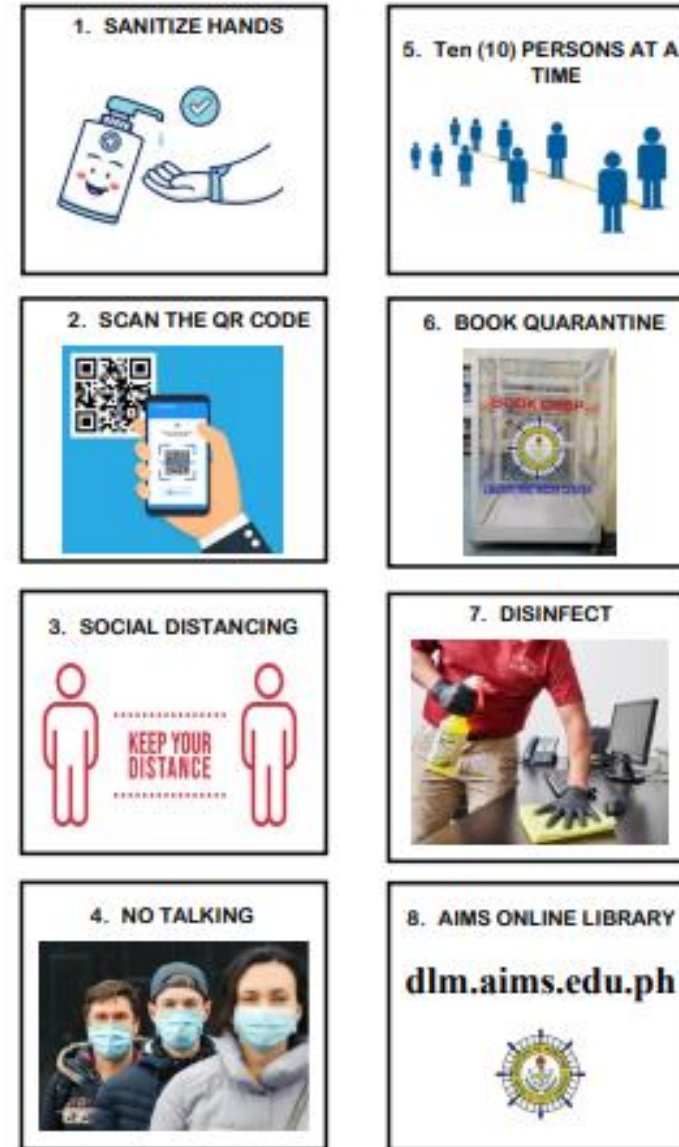 1. SANITIZE HANDS
2. SCAN THE QR CODE
3. SOCIAL DISTANCING
KEEP YOUR
DISTANCE
4. NO TALKING
5. Ten (10) PERSONS AT A
TIME
6. BOOK QUARANTINE
BOOK DROP
7. DISINFECT
8. AIMS ONLINE LIBRARY
dlm.aims.edu.ph